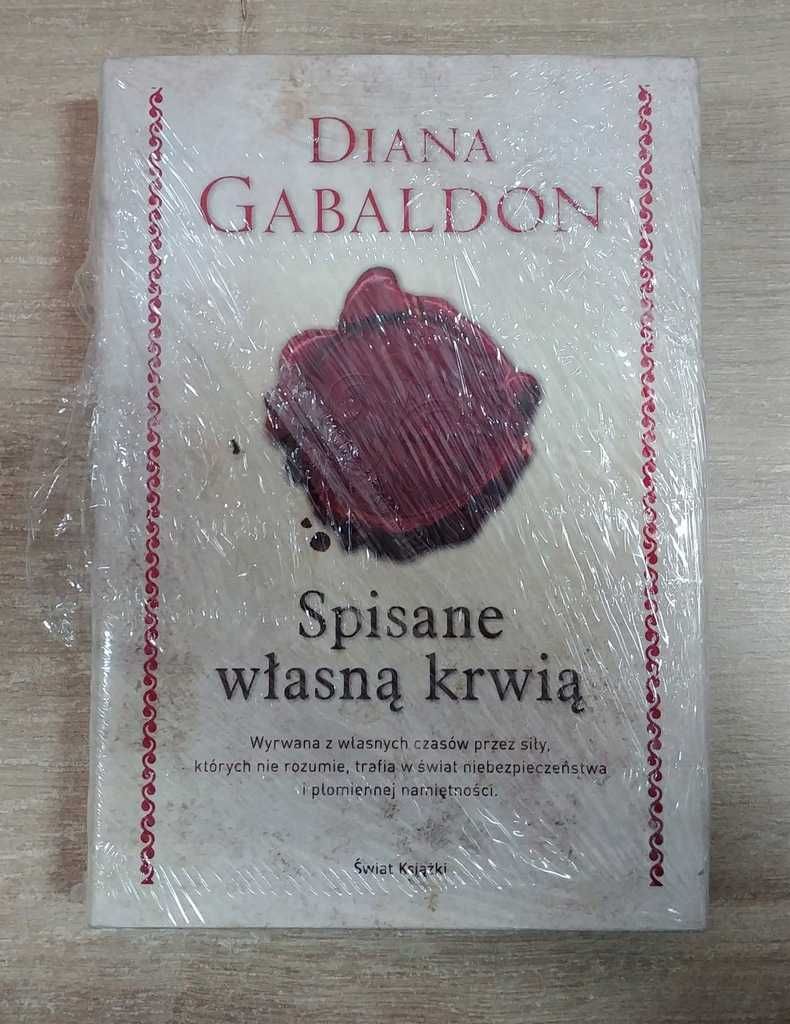 DIANA
GABALDON
Spisane
własną krwią
Wyrwana z własnych czasów przez siły,
których nie rozumie, trafia w świat niebezpieczeństwa
i płomiennej namiętności.
Świat Książki